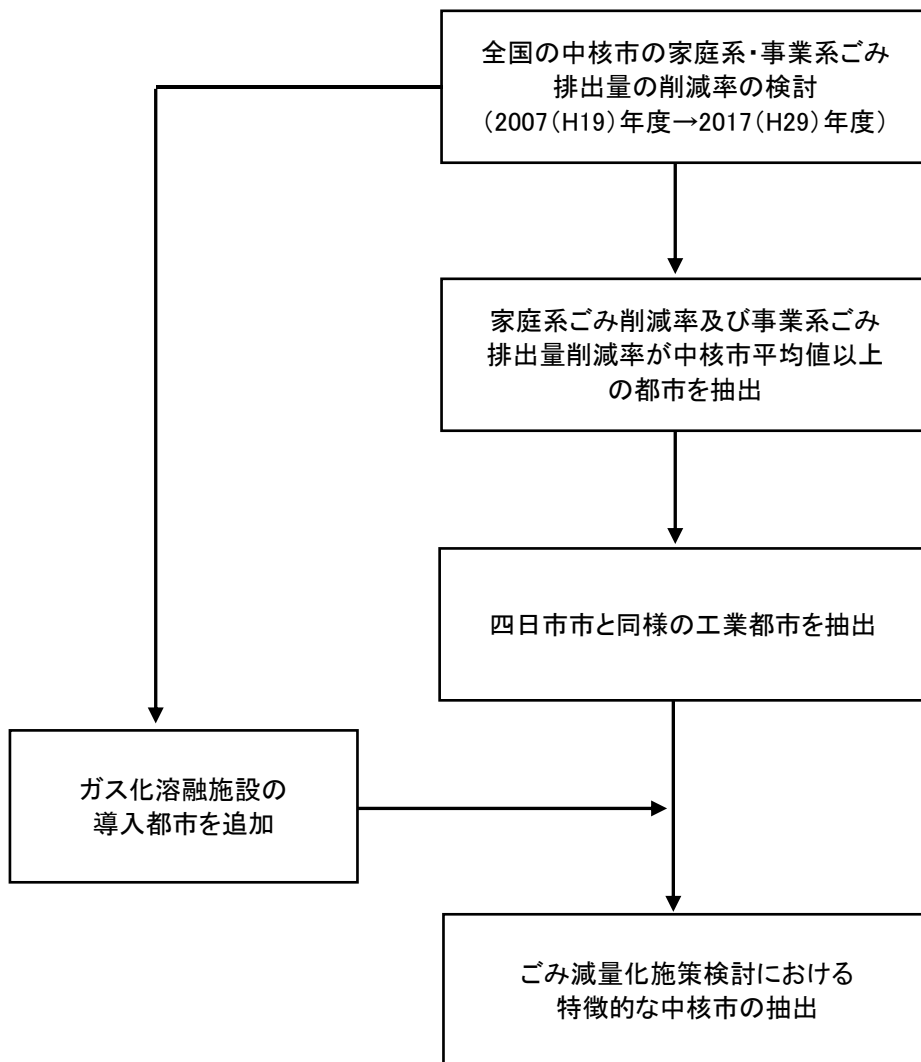 全国の中核市の家庭系・事業系ごみ
排出量の削減率の検討
（2007（H19）年度→2017（H29）年度）
家庭系ごみ削減率及び事業系ごみ
排出量削減率が中核市平均値以上
の都市を抽出
四日市市と同様の工業都市を抽出
ガス化溶融施設の
導入都市を追加
ごみ減量化施策検討における
特徴的な中核市の抽出